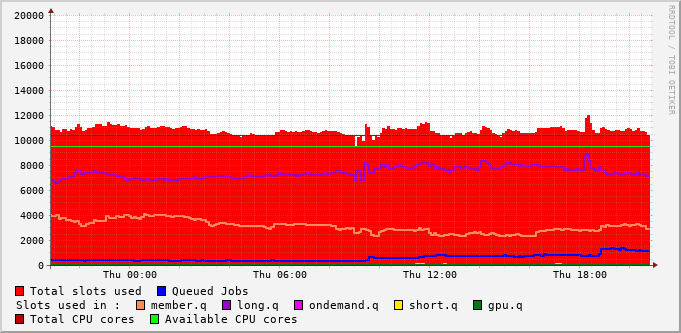 20000
18000
16000
14000
12000
10000
8000
6000
4000
2000
0
Thu 00:00 Thu 06:00 Thu 12:00 Thu 18:00
RRDTOOL / TOBI OETIKER
Total slots used Queued Jobs
Slots used in : member.q long.q ondemand.q short.q gpu.q
Total CPU cores Available CPU cores